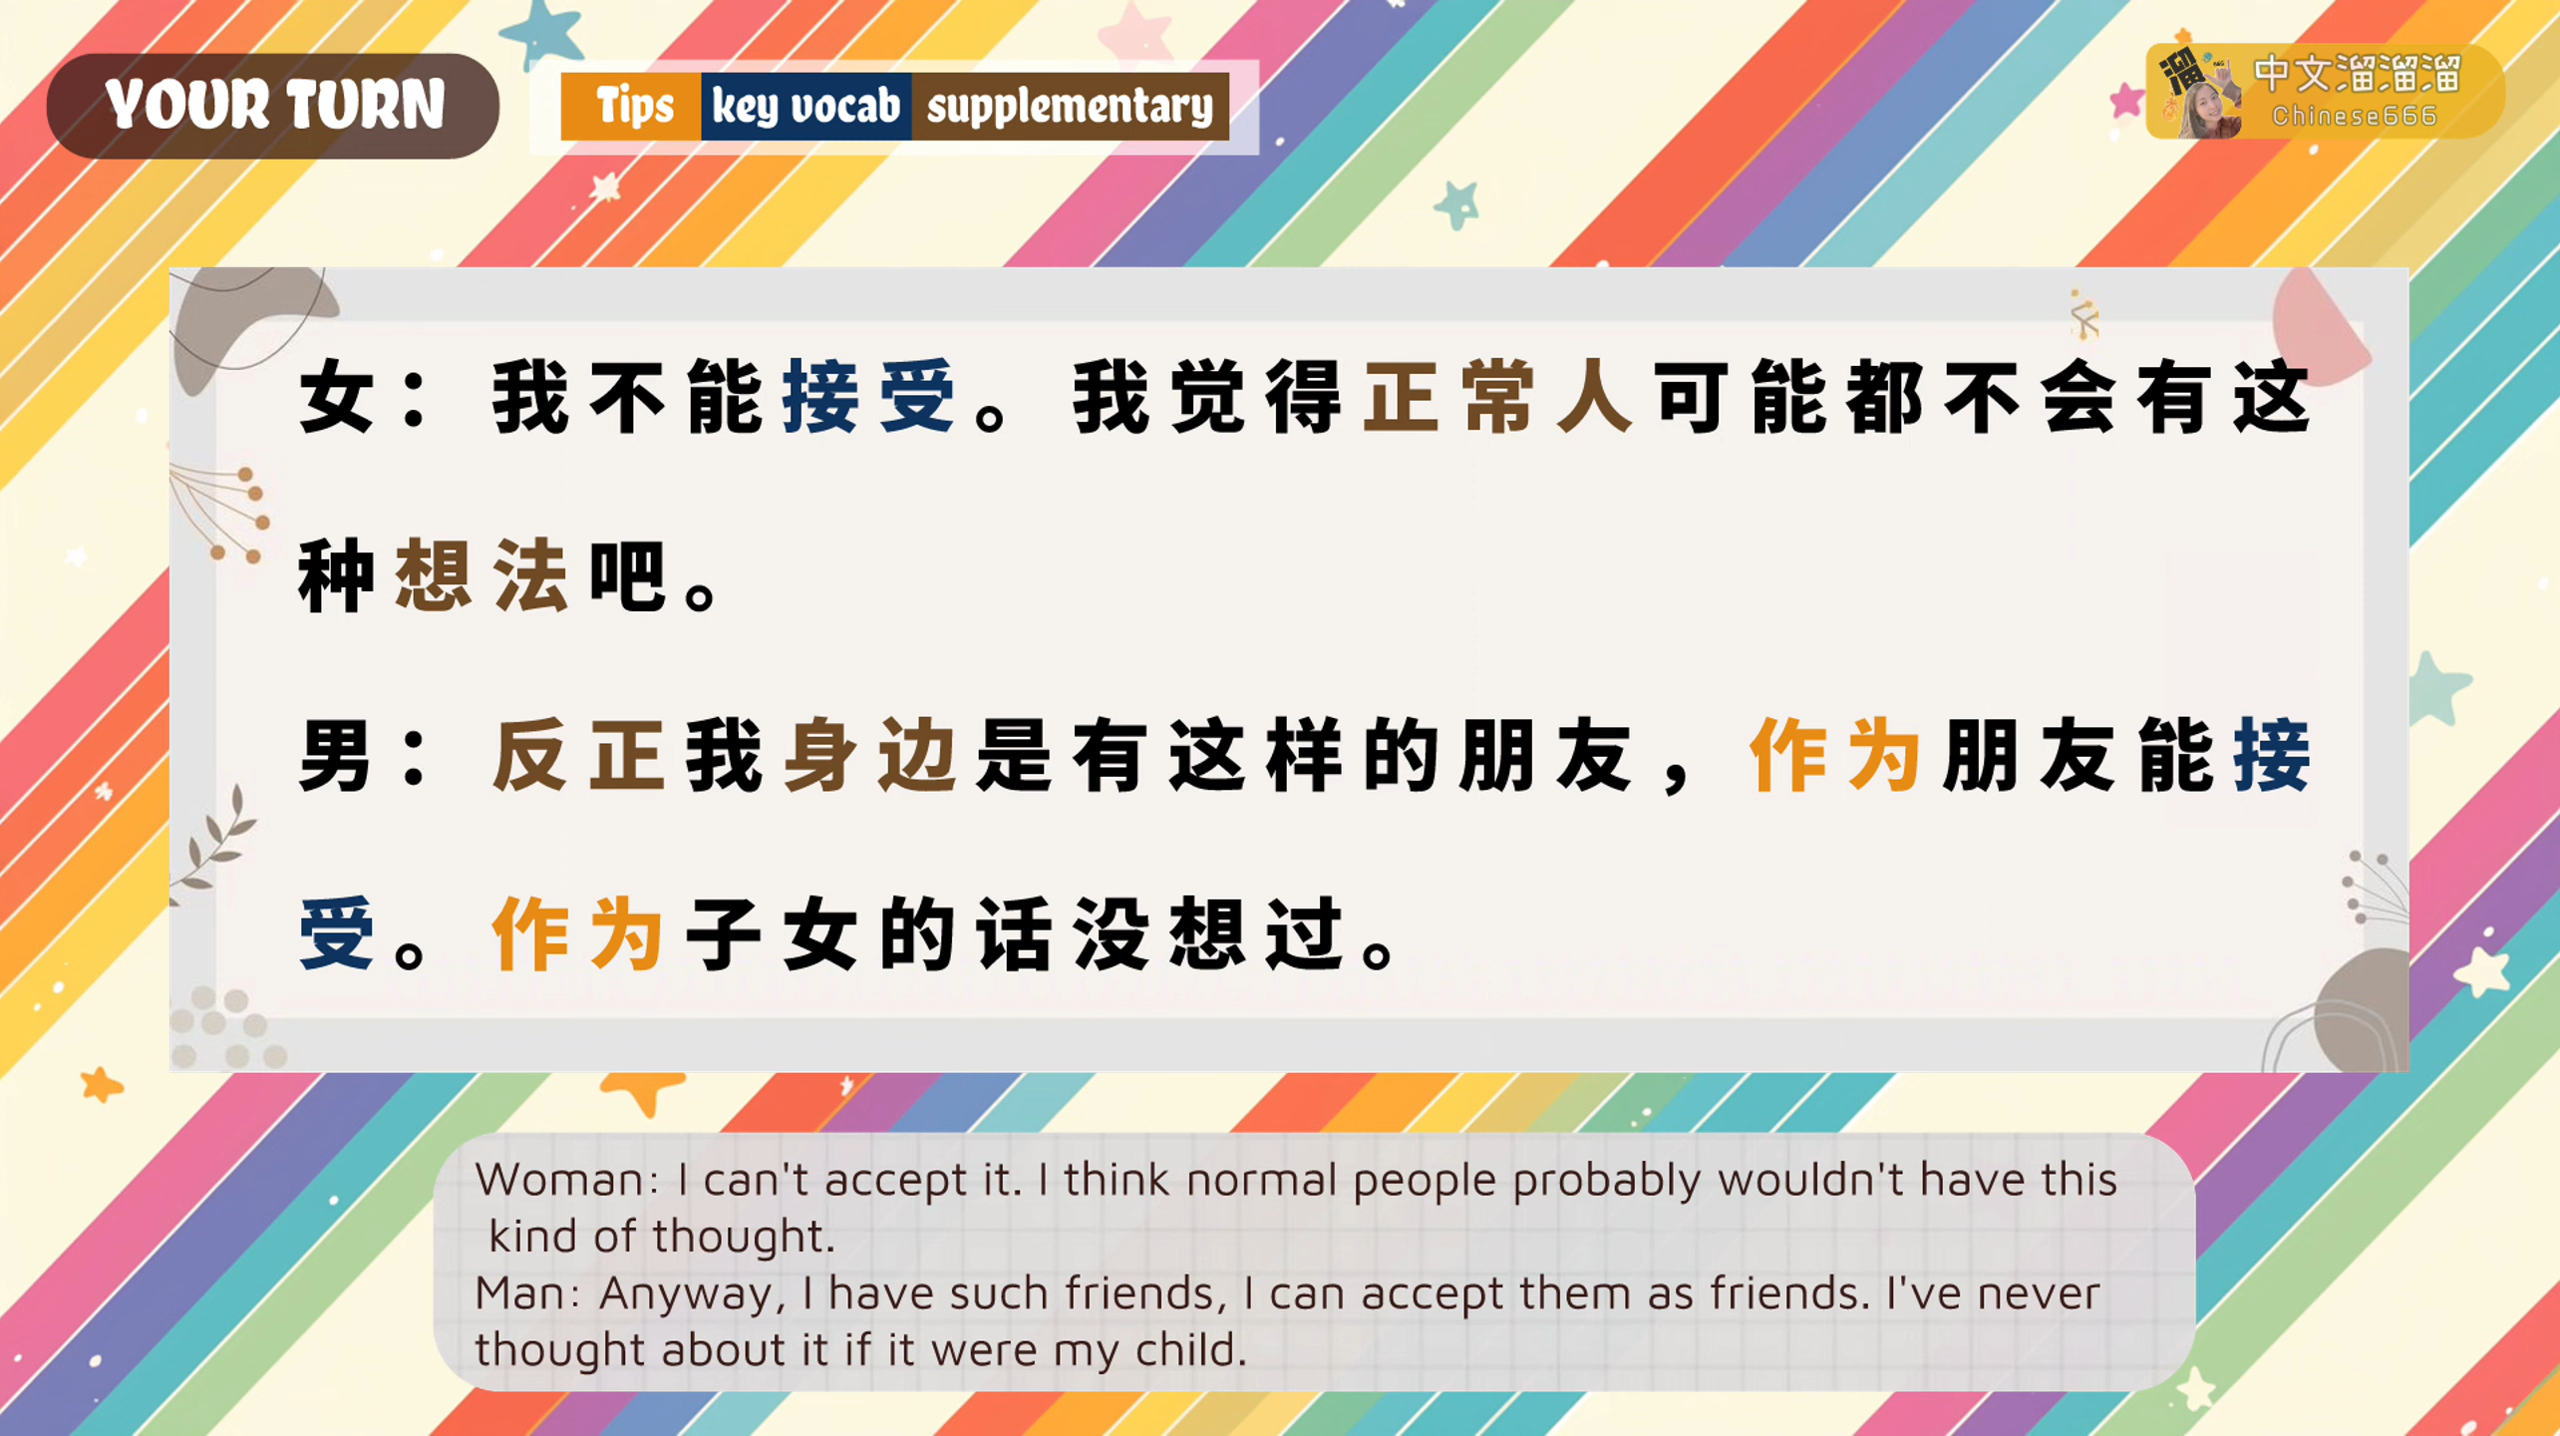 YOUR TURN
Tips key vocab supplementary
中文溜溜溜
Chinese666
女：我不能接受。我觉得正常人可能都不会有这
种想法吧。
男：反正我身边是有这样的朋友，作为朋友能接
受。作为子女的话没想过。
Woman: I can't accept it. I think normal people probably wouldn't have this
kind of thought.
Man: Anyway, I have such friends, I can accept them as friends. I've never
thought about it if it were my child.